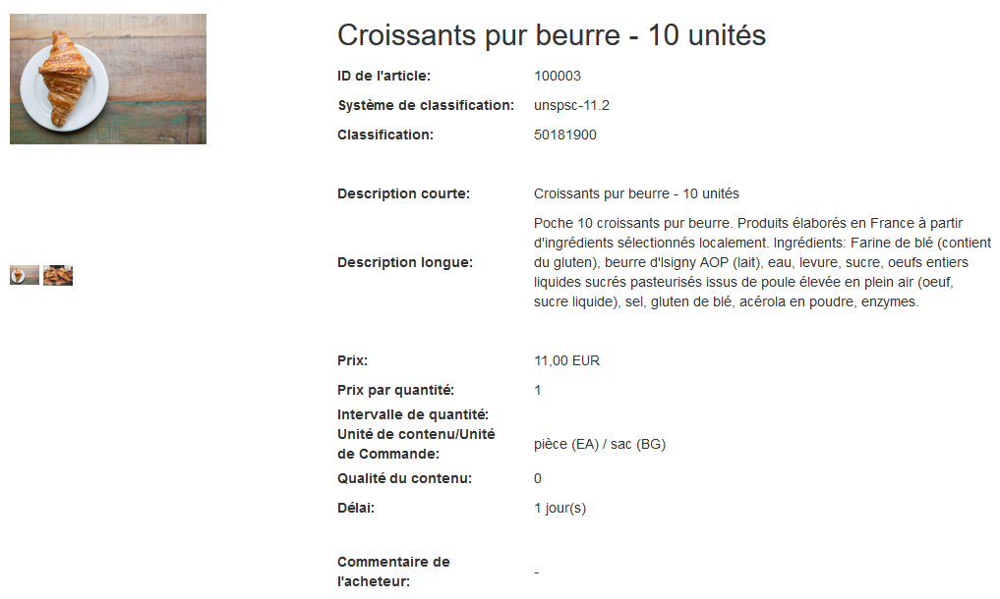 Croissants pur beurre - 10 unités
ID de l'article: 100003
Système de classification: unspsc-11.2
Classification: 50181900
Description courte: Croissants pur beurre - 10 unités
Description longue:
Poche 10 croissants pur beurre. Produits élaborés en France à partir
d'ingrédients sélectionnés localement. Ingrédients: Farine de blé (contient
du gluten), beurre d'Isigny AOP (lait), eau, levure, sucre, oeufs entiers
liquides sucrés pasteurisés issus de poule élevée en plein air (oeuf,
sucre liquide), sel, gluten de blé, acérola en poudre, enzymes.
Prix: 11,00 EUR
Prix par quantité: 1
Intervalle de quantité:
Unité de contenu/Unité
de Commande: pièce (EA) / sac (BG)
Qualité du contenu: 0
Délai: 1 jour(s)
Commentaire de
l'acheteur: -